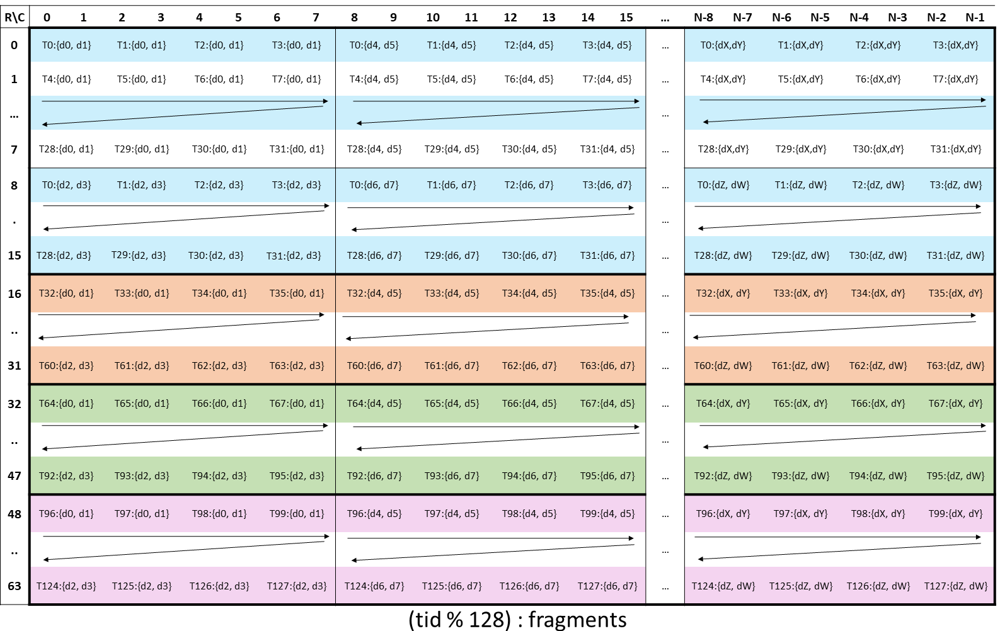 R\C 0 1 2 3 4 5 6 7 8 9 10 11 12 13 14 15 ... N-8 N-7 N-6 N-5 N-4 N-3 N-2 N-1
0 T0:{d0, d1} T1:{d0, d1} T2:{d0, d1} T3:{d0, d1} T0:{d4, d5} T1:{d4, d5} T2:{d4, d5} T3:{d4, d5} ... T0:{dX,dY} T1:{dX,dY} T2:{dX,dY} T3:{dX,dY}
1 T4:{d0, d1} T5:{d0, d1} T6:{d0, d1} T7:{d0, d1} T4:{d4, d5} T5:{d4, d5} T6:{d4, d5} T7:{d4, d5} ... T4:{dX,dY} T5:{dX,dY} T6:{dX,dY} T7:{dX,dY}
... ...
7 T28:{d0, d1} T29:{d0, d1} T30:{d0, d1} T31:{d0, d1} T28:{d4, d5} T29:{d4, d5} T30:{d4, d5} T31:{d4, d5} ... T28:{dX,dY} T29:{dX,dY} T30:{dX,dY} T31:{dX,dY}
8 T0:{d2, d3} T1:{d2, d3} T2:{d2, d3} T3:{d2, d3} T0:{d6, d7} T1:{d6, d7} T2:{d6, d7} T3:{d6, d7} ... T0:{dZ, dW} T1:{dZ, dW} T2:{dZ, dW} T3:{dZ, dW}
. ...
15 T28:{d2, d3} T29:{d2, d3} T30:{d2, d3} T31:{d2, d3} T28:{d6, d7} T29:{d6, d7} T30:{d6, d7} T31:{d6, d7} ... T28:{dZ, dW} T29:{dZ, dW} T30:{dZ, dW} T31:{dZ, dW}
16 T32:{d0, d1} T33:{d0, d1} T34:{d0, d1} T35:{d0, d1} T32:{d4, d5} T33:{d4, d5} T34:{d4, d5} T35:{d4, d5} ... T32:{dX, dY} T33:{dX, dY} T34:{dX, dY} T35:{dX, dY}
.. ...
31 T60:{d2, d3} T61:{d2, d3} T62:{d2, d3} T63:{d2, d3} T60:{d6, d7} T61:{d6, d7} T62:{d6, d7} T63:{d6, d7} ... T60:{dZ, dW} T61:{dZ, dW} T62:{dZ, dW} T63:{dZ, dW}
32 T64:{d0, d1} T65:{d0, d1} T66:{d0, d1} T67:{d0, d1} T64:{d4, d5} T65:{d4, d5} T66:{d4, d5} T67:{d4, d5} ... T64:{dX, dY} T65:{dX, dY} T66:{dX, dY} T67:{dX, dY}
.. ...
47 T92:{d2, d3} T93:{d2, d3} T94:{d2, d3} T95:{d2, d3} T92:{d6, d7} T93:{d6, d7} T94:{d6, d7} T95:{d6, d7} ... T92:{dZ, dW} T93:{dZ, dW} T94:{dZ, dW} T95:{dZ, dW}
48 T96:{d0, d1} T97:{d0, d1} T98:{d0, d1} T99:{d0, d1} T96:{d4, d5} T97:{d4, d5} T98:{d4, d5} T99:{d4, d5} ... T96:{dX, dY} T97:{dX, dY} T98:{dX, dY} T99:{dX, dY}
.. ...
63 T124:{d2, d3} T125:{d2, d3} T126:{d2, d3} T127:{d2, d3} T124:{d6, d7} T125:{d6, d7} T126:{d6, d7} T127:{d6, d7} ... T124:{dZ, dW} T125:{dZ, dW} T126:{dZ, dW} T127:{dZ, dW}
(tid % 128) : fragments